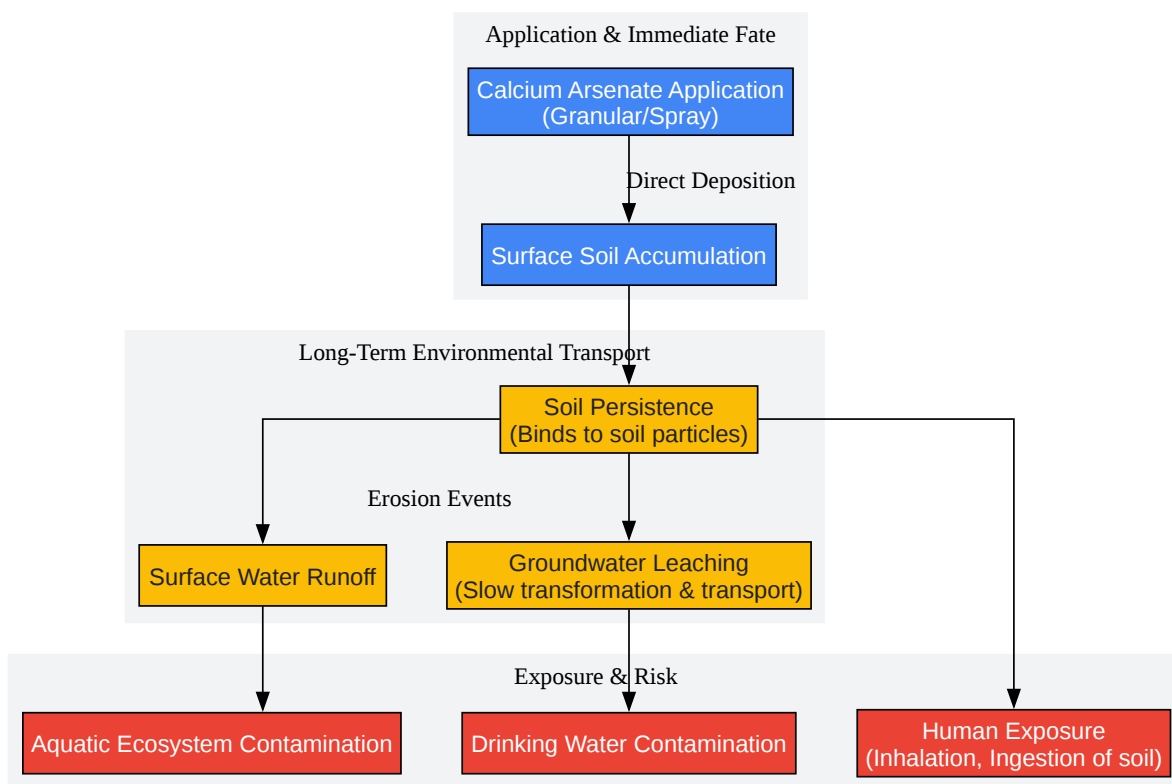 Application & Immediate Fate
Calcium Arsenate Application
(Granular/Spray)
Direct Deposition
Surface Soil Accumulation
Long-Term Environmental Transport
Soil Persistence
(Binds to soil particles)
Erosion Events
Surface Water Runoff
Groundwater Leaching
(Slow transformation & transport)
Exposure & Risk
Aquatic Ecosystem Contamination
Drinking Water Contamination
Human Exposure
(Inhalation, Ingestion of soil)